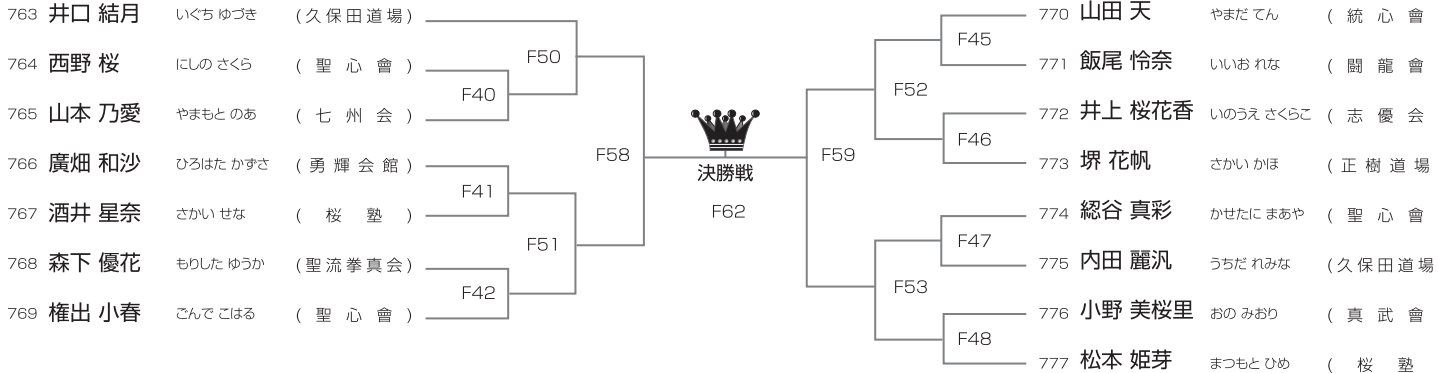 763 井口 結月 いぐち ゆづき (久保田道場)
764 西野 桜 にしの さくら ( 聖 心 會 )
765 山本 乃愛 やまもと のあ ( 七 州 会 )
766 廣畑 和沙 ひろはた かずさ ( 勇 輝 会 館 )
767 酒井 星奈 さかい せな ( 桜 塾 )
768 森下 優花 もりした ゆうか (聖流拳真会)
769 権出 小春 ごんで こはる ( 聖 心 會 )
F50
F40
F41
F51
F42
F58
決勝戦
F62
F59
F45
F52
F46
F47
F53
F48
770 山田 天 やまだ てん ( 統 心 會
771 飯尾 怜奈 いいお れな ( 闘 龍 會
772 井上 桜花香 いのうえ さくらこ ( 志 優 会
773 堺 花帆 さかい かほ ( 正 樹 道 場
774 綛谷 真彩 かせたに まあや ( 聖 心 會
775 内田 麗汎 うちだ れみな (久保田道場
776 小野 美桜里 おの みおり ( 真 武 會
777 松本 姫芽 まつもと ひめ ( 桜 塾